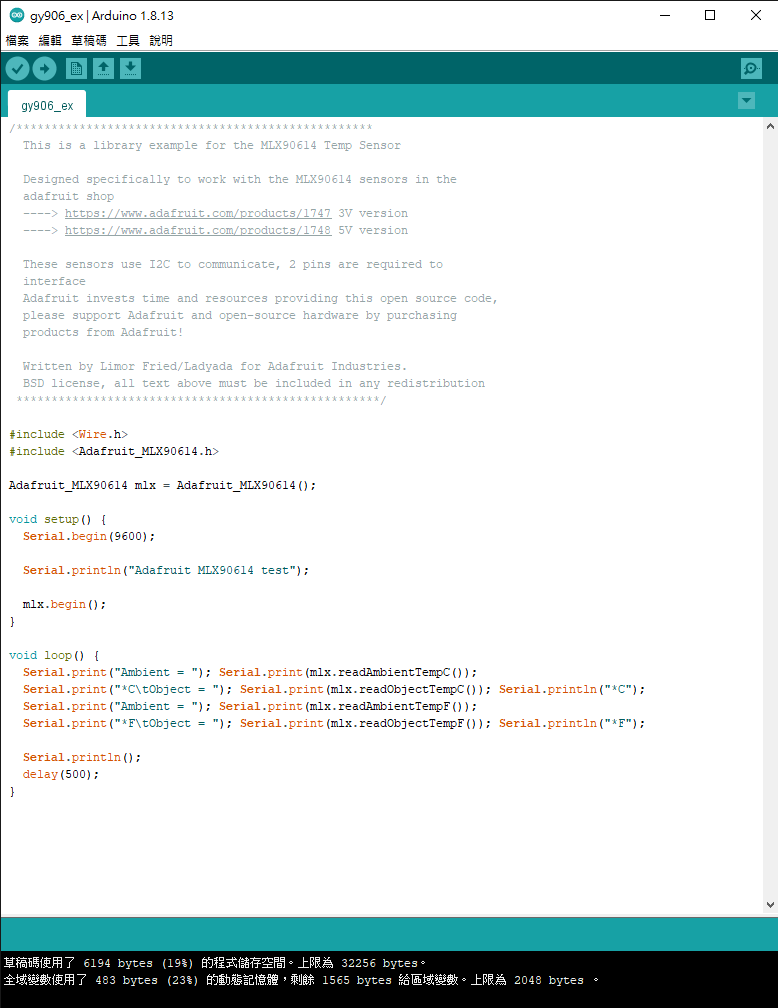 gy906_ex | Arduino 1.8.13
檔案 編輯 草稿碼 工具 說明
gy906_ex
/***************************************************
This is a library example for the MLX90614 Temp Sensor
Designed specifically to work with the MLX90614 sensors in the
adafruit shop
----> https://www.adafruit.com/products/1747 3V version
----> https://www.adafruit.com/products/1748 5V version
These sensors use I2C to communicate, 2 pins are required to
interface
Adafruit invests time and resources providing this open source code,
please support Adafruit and open-source hardware by purchasing
products from Adafruit!
Written by Limor Fried/Ladyada for Adafruit Industries.
BSD license, all text above must be included in any redistribution
****************************************************/
#include <Wire.h>
#include <Adafruit_MLX90614.h>
Adafruit_MLX90614 mlx = Adafruit_MLX90614();
void setup() {
Serial.begin(9600);
Serial.println("Adafruit MLX90614 test");
mlx.begin();
}
void loop() {
Serial.print("Ambient = "); Serial.print(mlx.readAmbientTempC());
Serial.print("*C\tObject = "); Serial.print(mlx.readObjectTempC()); Serial.println("*C");
Serial.print("Ambient = "); Serial.print(mlx.readAmbientTempF());
Serial.print("*F\tObject = "); Serial.print(mlx.readObjectTempF()); Serial.println("*F");
Serial.println();
delay(500);
}
草稿碼使用了 6194 bytes (19%) 的程式儲存空間。上限為 32256 bytes。
全域變數使用了 483 bytes (23%) 的動態記憶體，剩餘 1565 bytes 給區域變數。上限為 2048 bytes 。